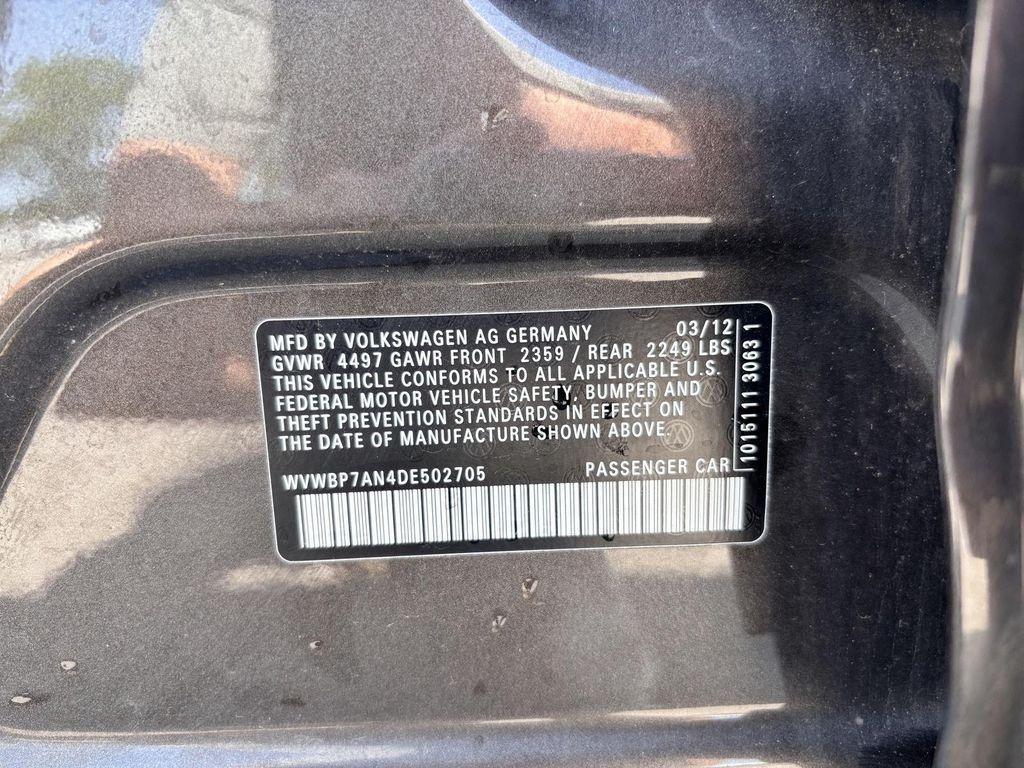 MFD BY VOLKSWAGEN AG GERMANY 03/12
GVWR 4497 GAWR FRONT 2359 / REAR 2249 LBS
THIS VEHICLE CONFORMS TO ALL APPLICABLE U.S.
FEDERAL MOTOR VEHICLE SAFETY, BUMPER AND
THEFT PREVENTION STANDARDS IN EFFECT ON
THE DATE OF MANUFACTURE SHOWN ABOVE.
WVWBP7AN4DE502705 PASSENGER CAR
1015111 3063 1